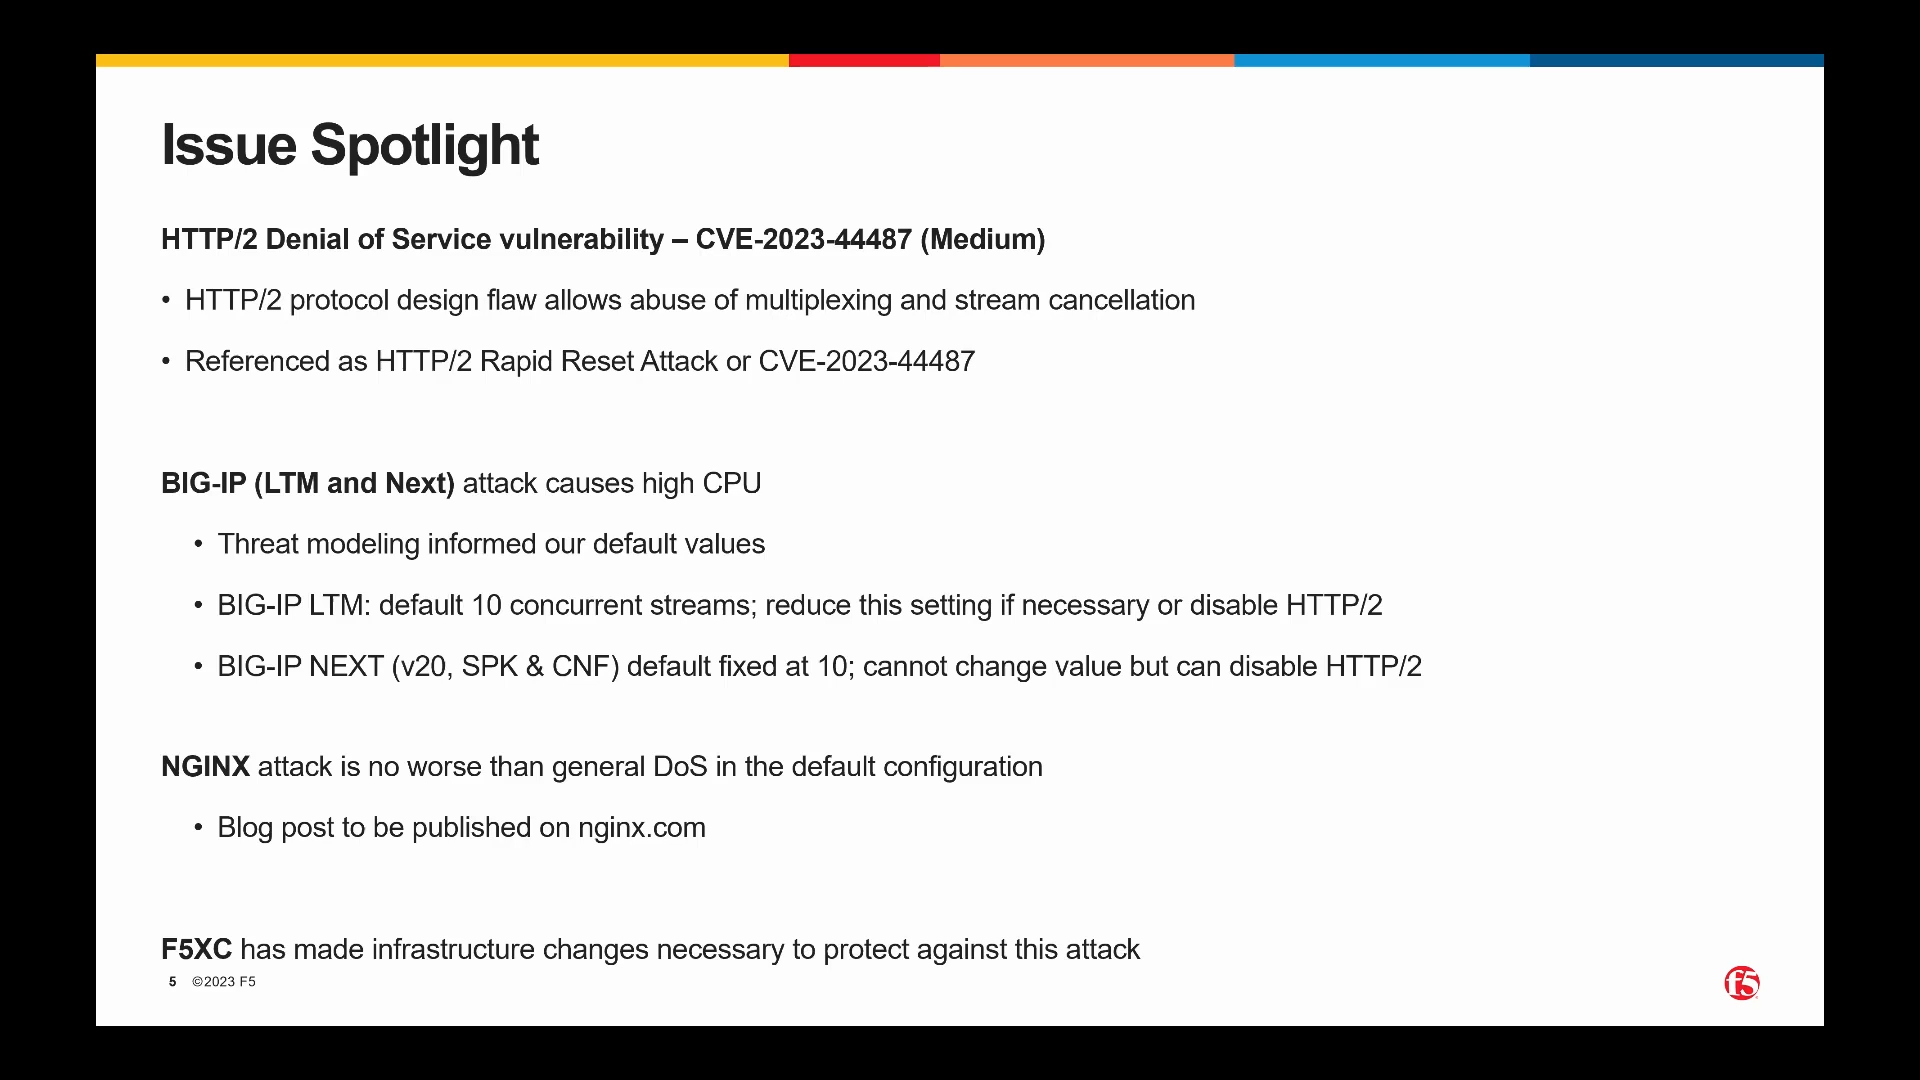 Issue Spotlight
HTTP/2 Denial of Service vulnerability – CVE-2023-44487 (Medium)
• HTTP/2 protocol design flaw allows abuse of multiplexing and stream cancellation
• Referenced as HTTP/2 Rapid Reset Attack or CVE-2023-44487
BIG-IP (LTM and Next) attack causes high CPU
• Threat modeling informed our default values
• BIG-IP LTM: default 10 concurrent streams; reduce this setting if necessary or disable HTTP/2
• BIG-IP NEXT (v20, SPK & CNF) default fixed at 10; cannot change value but can disable HTTP/2
NGINX attack is no worse than general DoS in the default configuration
• Blog post to be published on nginx.com
F5XC has made infrastructure changes necessary to protect against this attack
5 ©2023 F5
f5